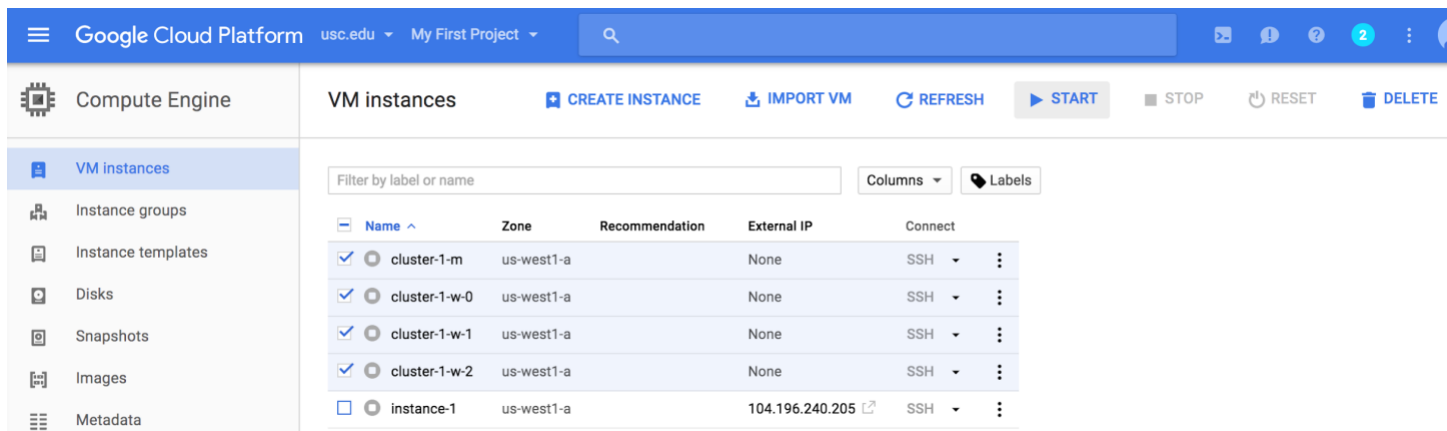 Google Cloud Platform usc.edu My First Project 2
Compute Engine
VM instances CREATE INSTANCE IMPORT VM REFRESH START STOP RESET DELETE
VM instances
Instance groups
Instance templates
Disks
Snapshots
Images
Metadata
Filter by label or name Columns Labels
Name Zone Recommendation External IP Connect
cluster-1-m us-west1-a None SSH
cluster-1-w-0 us-west1-a None SSH
cluster-1-w-1 us-west1-a None SSH
cluster-1-w-2 us-west1-a None SSH
instance-1 us-west1-a 104.196.240.205 SSH